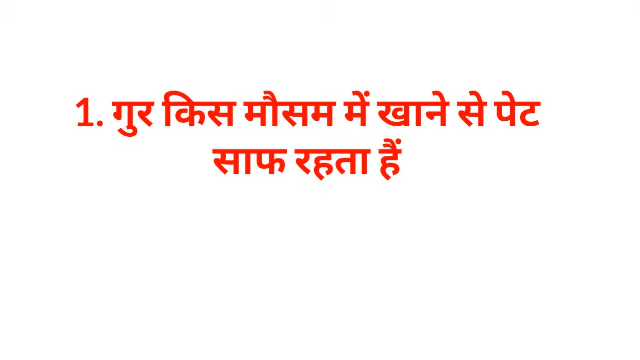 1. गुर किस मौसम में खाने से पेट
साफ रहता हैं